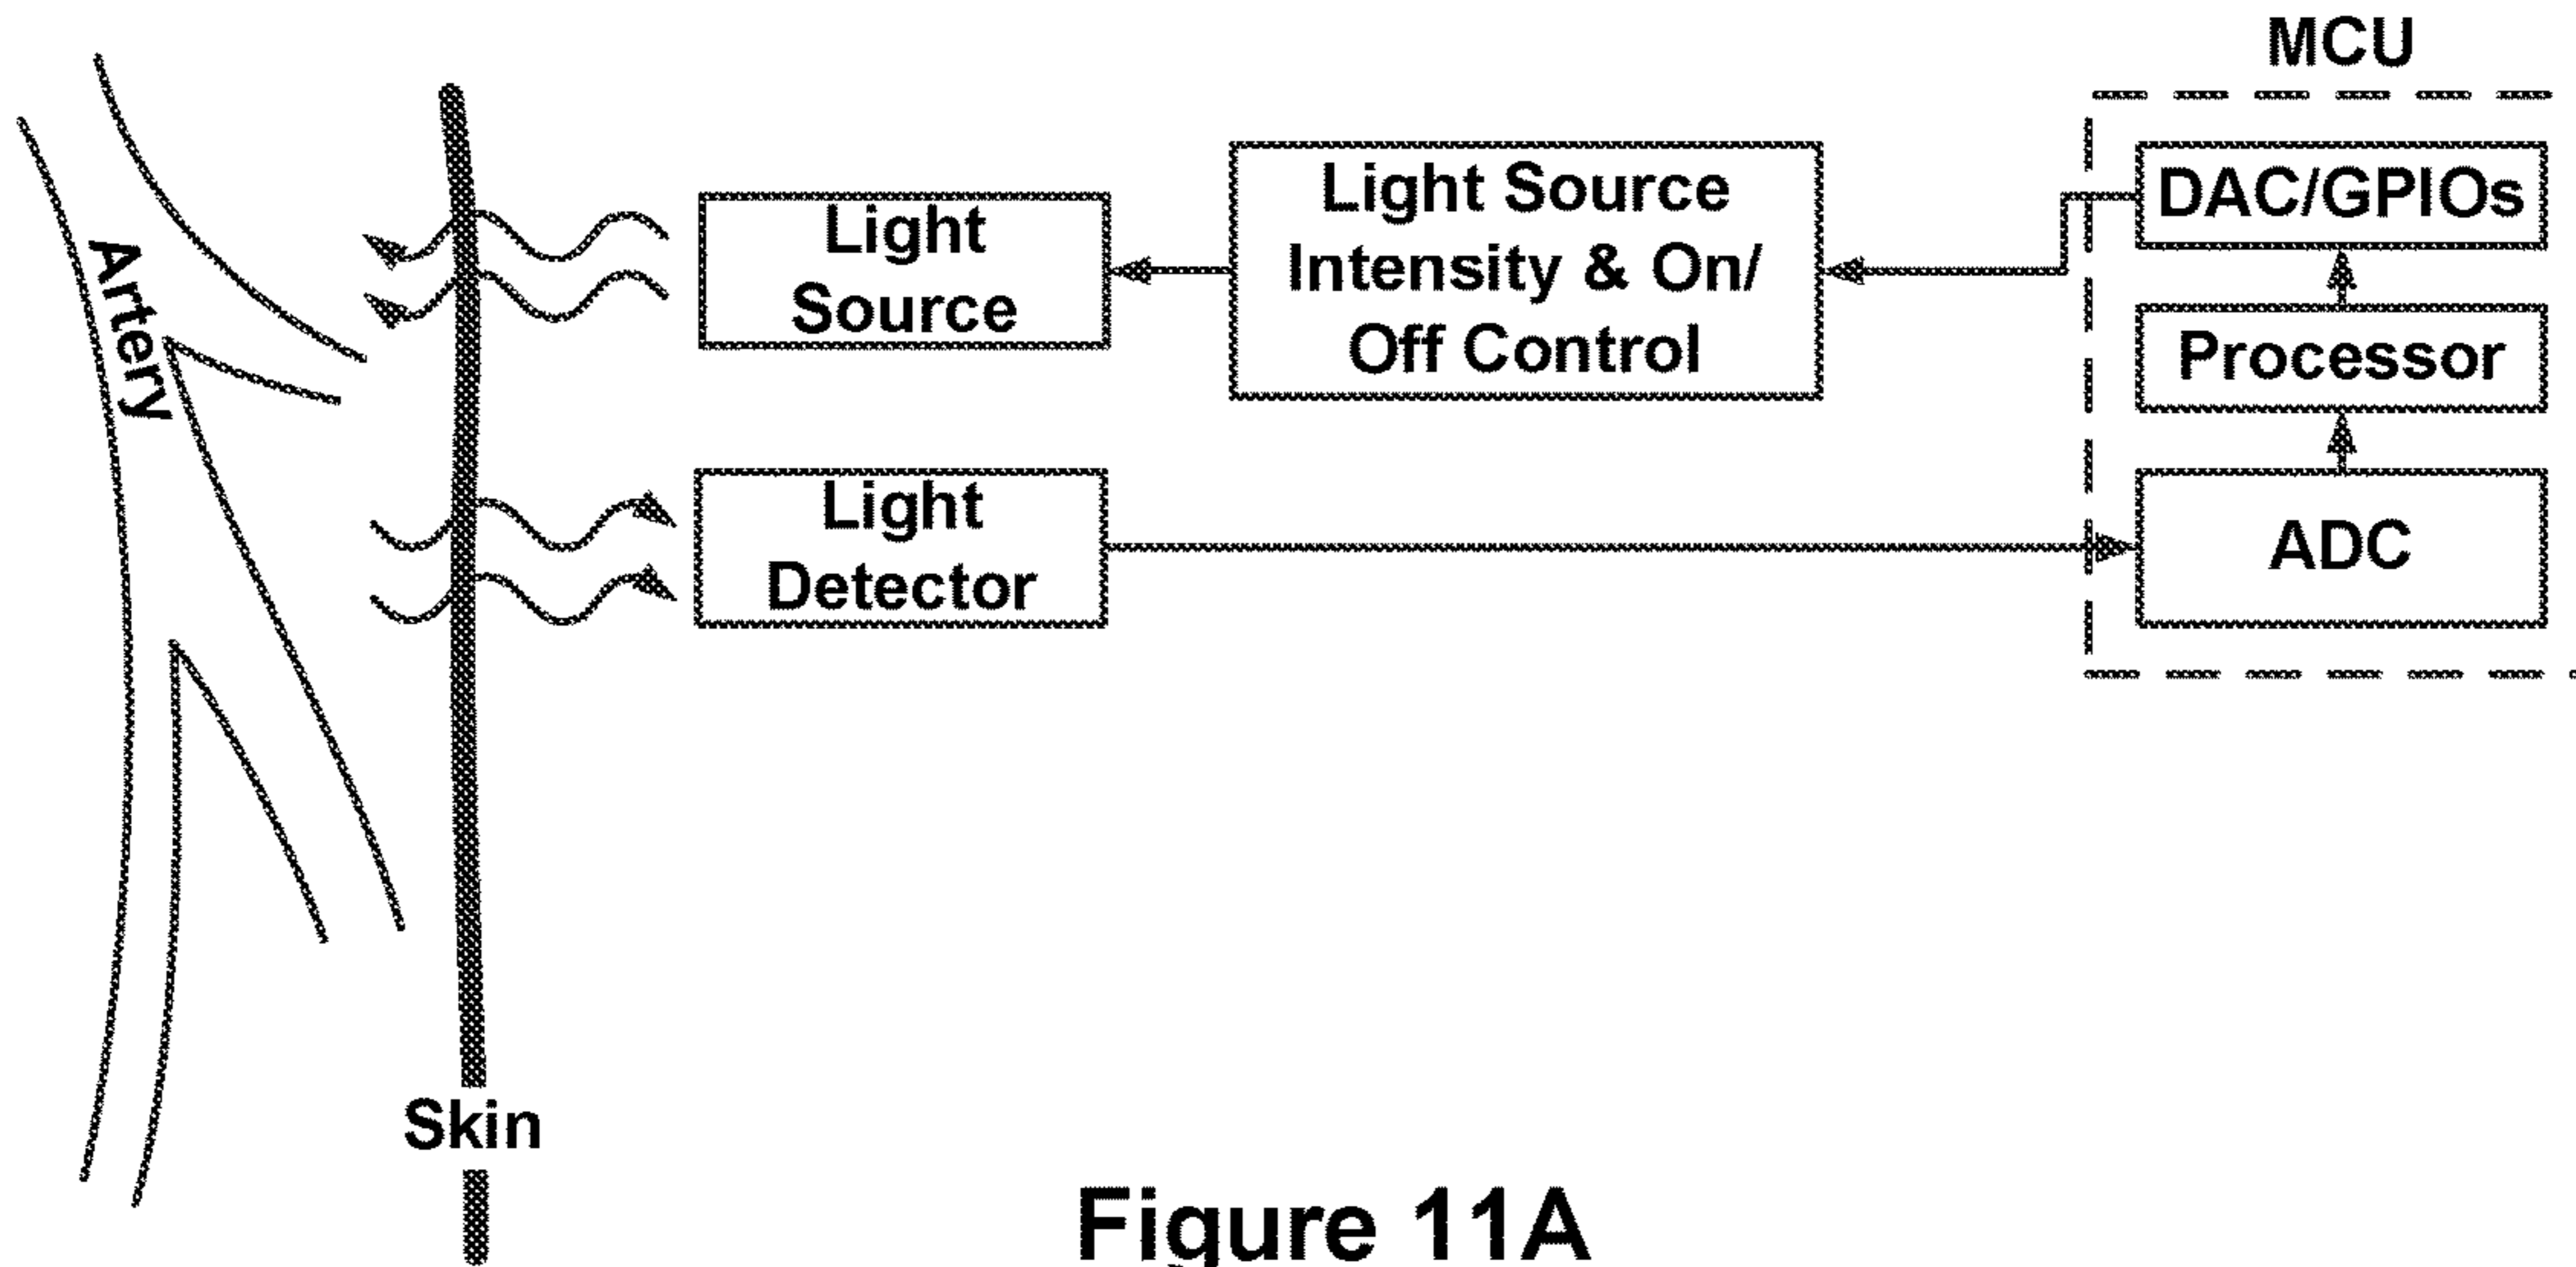 MCU
DAC/GPIOs
Light Source
Intensity & On/
Off Control
Light
Source
Processor
Artery
Light
Detector
ADC
Skin
Figure 11A